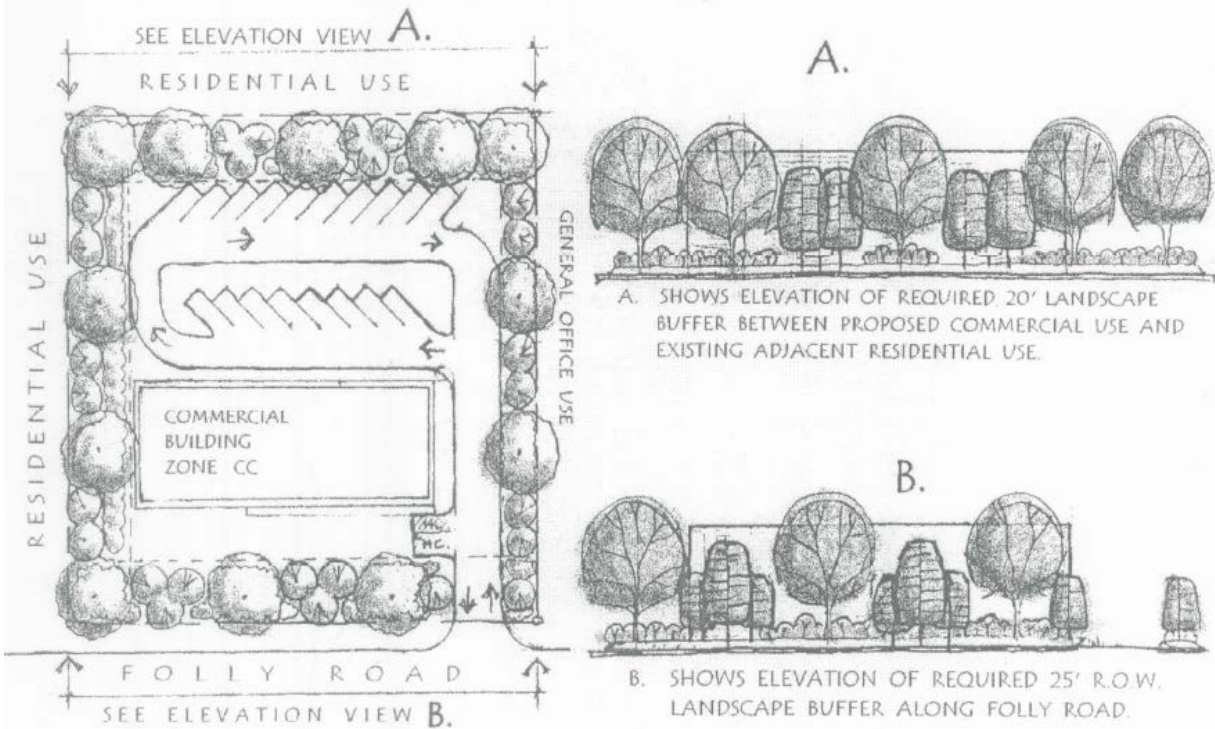 SEE ELEVATION VIEW A.
RESIDENTIAL USE
RESIDENTIAL USE
GENERAL OFFICE USE
COMMERCIAL
BUILDING
ZONE CC
HC.
HC.
FOLLY ROAD
SEE ELEVATION VIEW B.
A.
A. SHOWS ELEVATION OF REQUIRED 20' LANDSCAPE
BUFFER BETWEEN PROPOSED COMMERCIAL USE AND
EXISTING ADJACENT RESIDENTIAL USE.
B.
B. SHOWS ELEVATION OF REQUIRED 25' R.O.W.
LANDSCAPE BUFFER ALONG FOLLY ROAD.